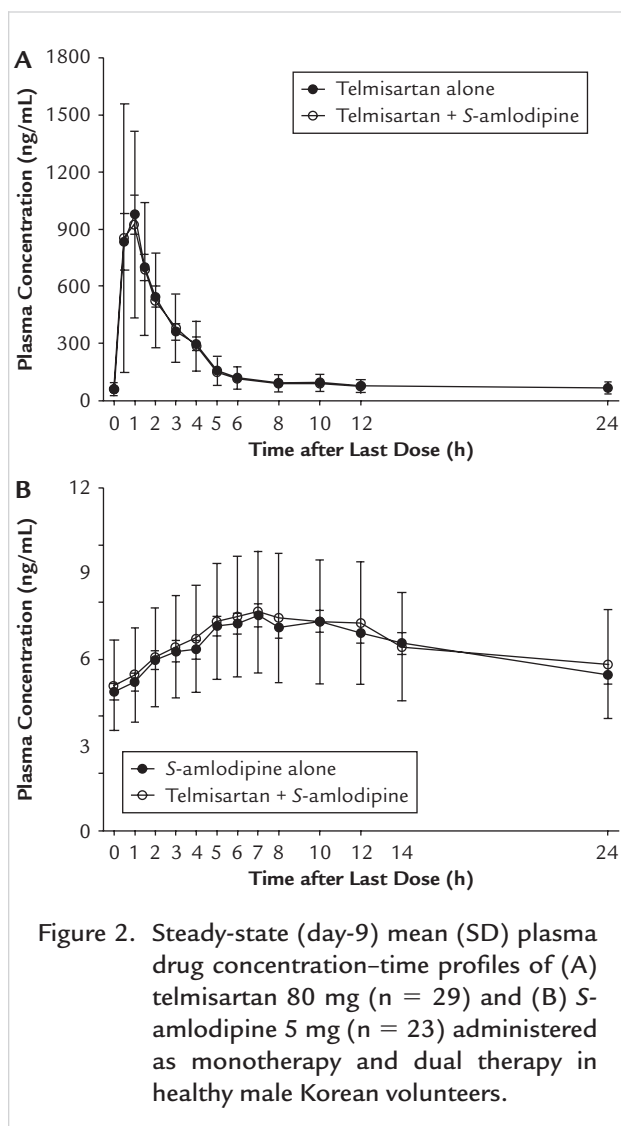 A
1800
1500
1200
900
600
300
0
Plasma Concentration (ng/mL)
Telmisartan alone
Telmisartan + S-amlodipine
0 1 2 3 4 5 6 8 10 12 24
Time after Last Dose (h)
B
12
9
6
3
0
Plasma Concentration (ng/mL)
S-amlodipine alone
Telmisartan + S-amlodipine
0 1 2 3 4 5 6 7 8 10 12 14 24
Time after Last Dose (h)
Figure 2. Steady-state (day-9) mean (SD) plasma
drug concentration–time profiles of (A)
telmisartan 80 mg (n = 29) and (B) S-
amlodipine 5 mg (n = 23) administered
as monotherapy and dual therapy in
healthy male Korean volunteers.